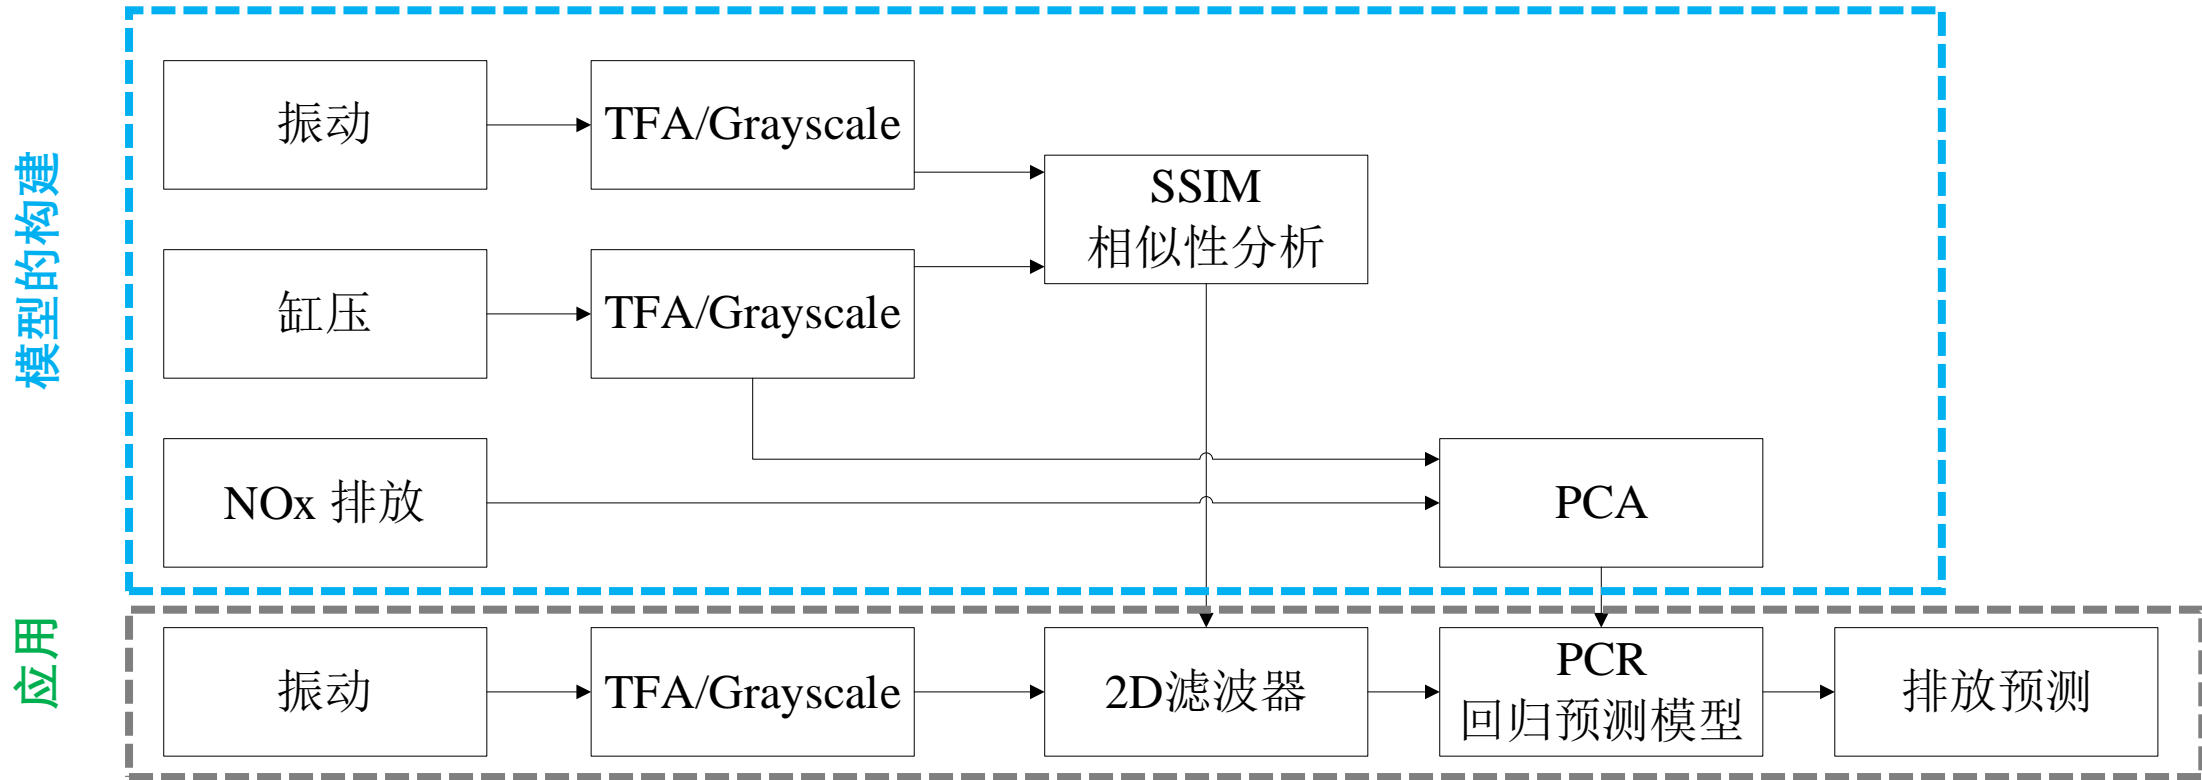 模型的构建
振动
TFA/Grayscale
SSIM
相似性分析
缸压
TFA/Grayscale
NOx 排放
PCA
应用
振动
TFA/Grayscale
2D滤波器
PCR
回归预测模型
排放预测